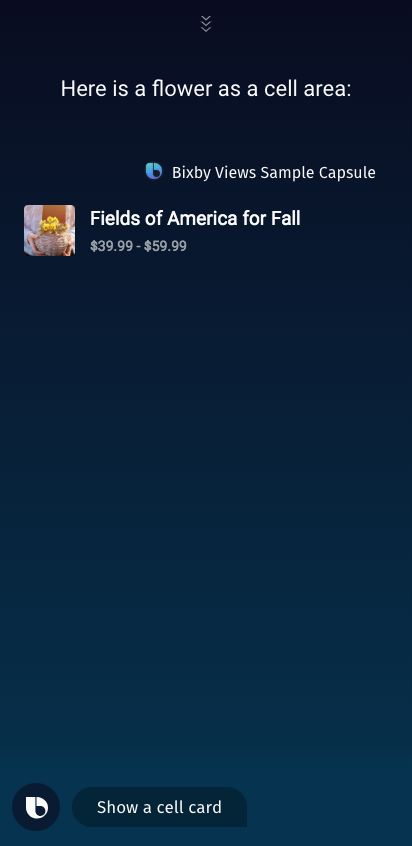 Here is a flower as a cell area:
Bixby Views Sample Capsule
Fields of America for Fall
$39.99 - $59.99
Show a cell card